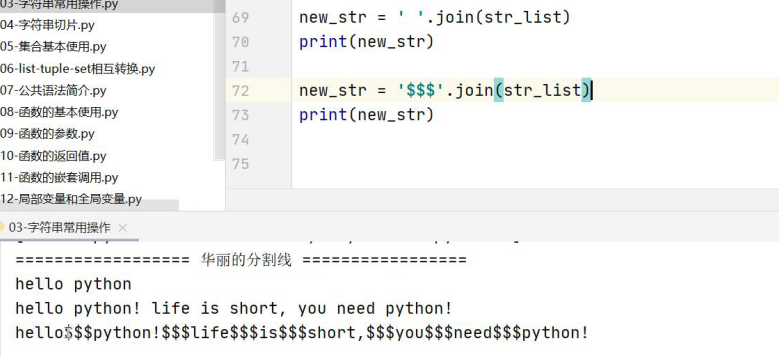 03-字符串常用操作.py
04-字符串切片.py
05-集合基本使用.py
06-list-tuple-set相互转换.py
07-公共语法简介.py
08-函数的基本使用.py
09-函数的参数.py
10-函数的返回值.py
11-函数的嵌套调用.py
12-局部变量和全局变量.py
69 new_str = ' '.join(str_list)
70 print(new_str)
71
72 new_str = '$$$'.join(str_list)
73 print(new_str)
74
75
03-字符串常用操作 ×
================== 华丽的分割线 =================
hello python
hello python! life is short, you need python!
hello$$$python!$$$life$$$is$$$short,$$$you$$$need$$$python!